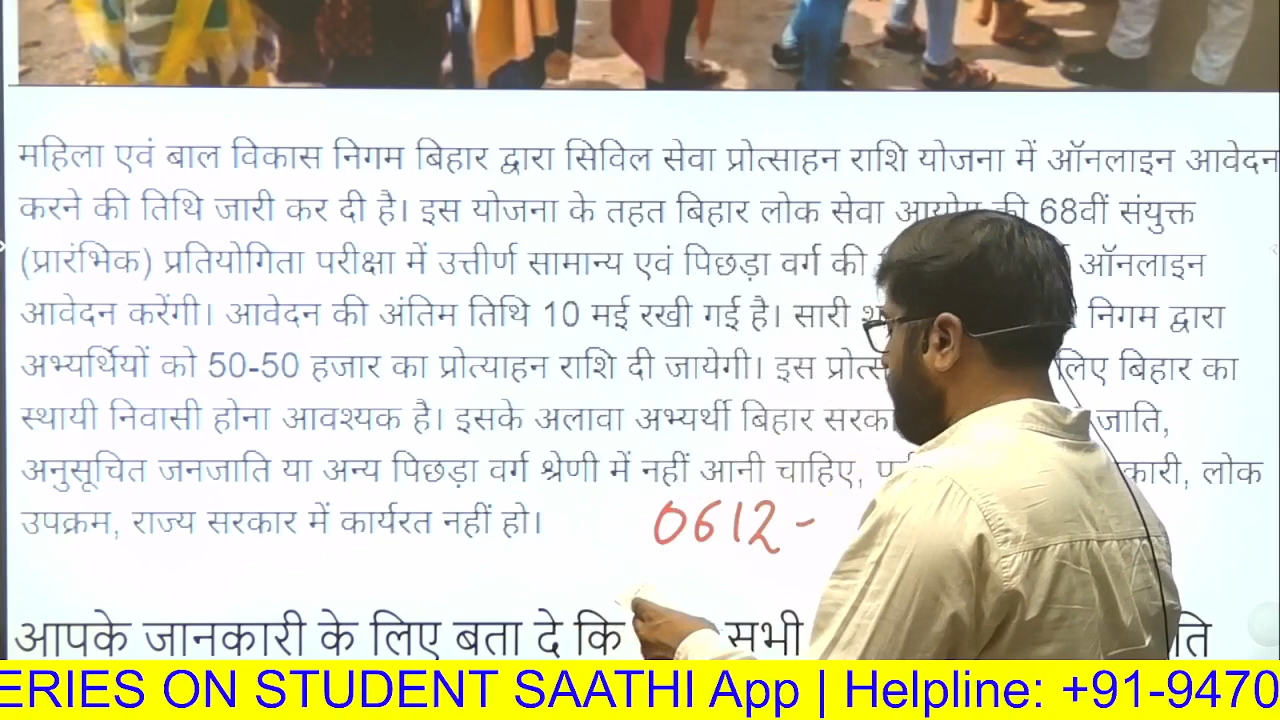 महिला एवं बाल विकास निगम बिहार द्वारा सिविल सेवा प्रोत्साहन राशि योजना में ऑनलाइन आवेदन
करने की तिथि जारी कर दी है। इस योजना के तहत बिहार लोक सेवा आयोग की 68वीं संयुक्त
(प्रारंभिक) प्रतियोगिता परीक्षा में उत्तीर्ण सामान्य एवं पिछड़ा वर्ग की ऑनलाइन
आवेदन करेंगी। आवेदन की अंतिम तिथि 10 मई रखी गई है। सारी निगम द्वारा
अभ्यर्थियों को 50-50 हजार का प्रोत्याहन राशि दी जायेगी। इस लिए बिहार का
स्थायी निवासी होना आवश्यक है। इसके अलावा अभ्यर्थी बिहार जाति,
अनुसूचित जनजाति या अन्य पिछड़ा वर्ग श्रेणी में नहीं आनी चाहिए, लोक
उपक्रम, राज्य सरकार में कार्यरत नहीं हो।
0612-
आपके जानकारी के लिए बता दे कि सभी
ERIES ON STUDENT SAATHI App | Helpline: +91-9470